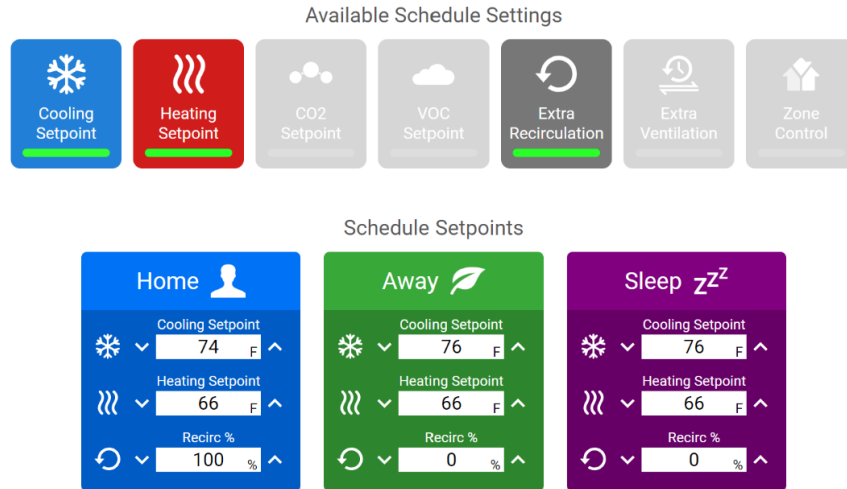 Available Schedule Settings
Cooling
Setpoint
Heating
Setpoint
CO2
Setpoint
VOC
Setpoint
Extra
Recirculation
Extra
Ventilation
Zone
Control
Schedule Setpoints
Home
Cooling Setpoint
74 F
Heating Setpoint
66 F
Recirc %
100 %
Away
Cooling Setpoint
76 F
Heating Setpoint
66 F
Recirc %
0 %
Sleep zzz
Cooling Setpoint
76 F
Heating Setpoint
66 F
Recirc %
0 %